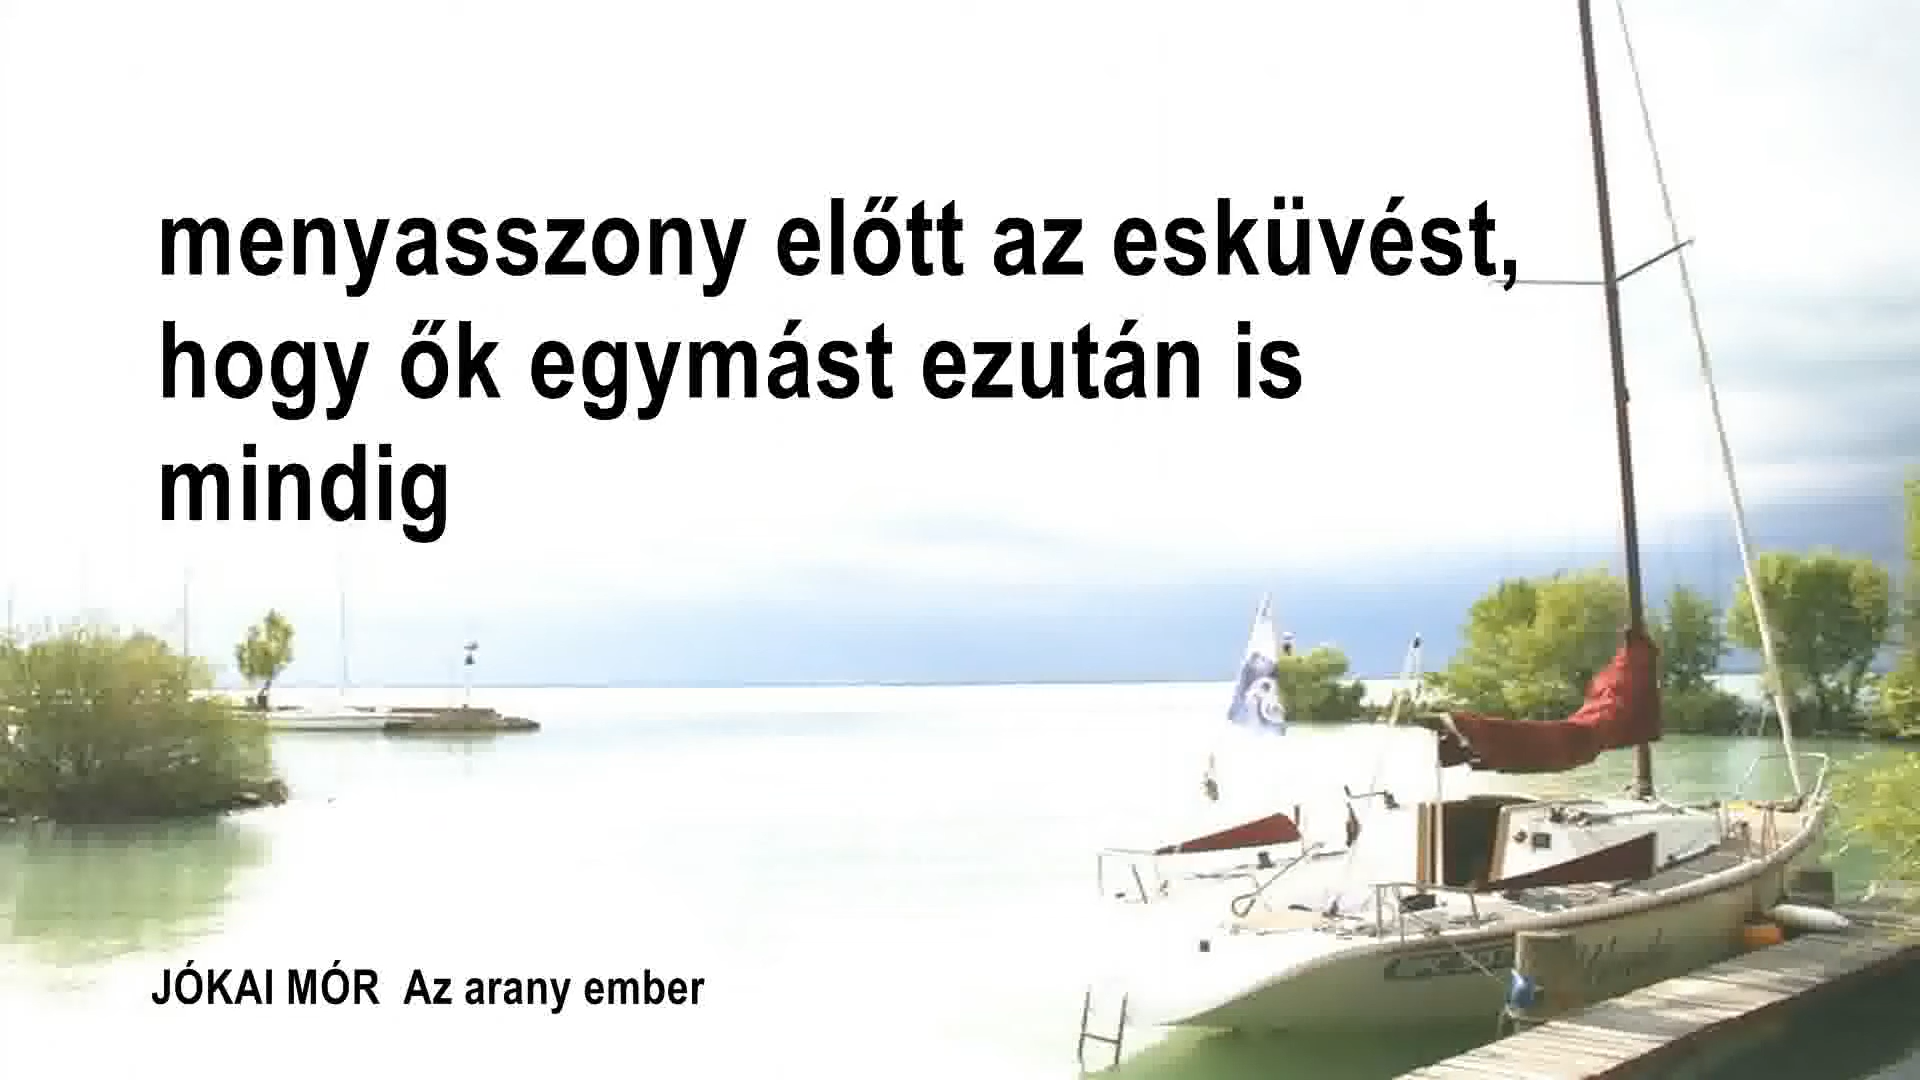 menyasszony előtt az esküvést,
hogy ők egymást ezután is
mindig
JÓKAI MÓR Az arany ember